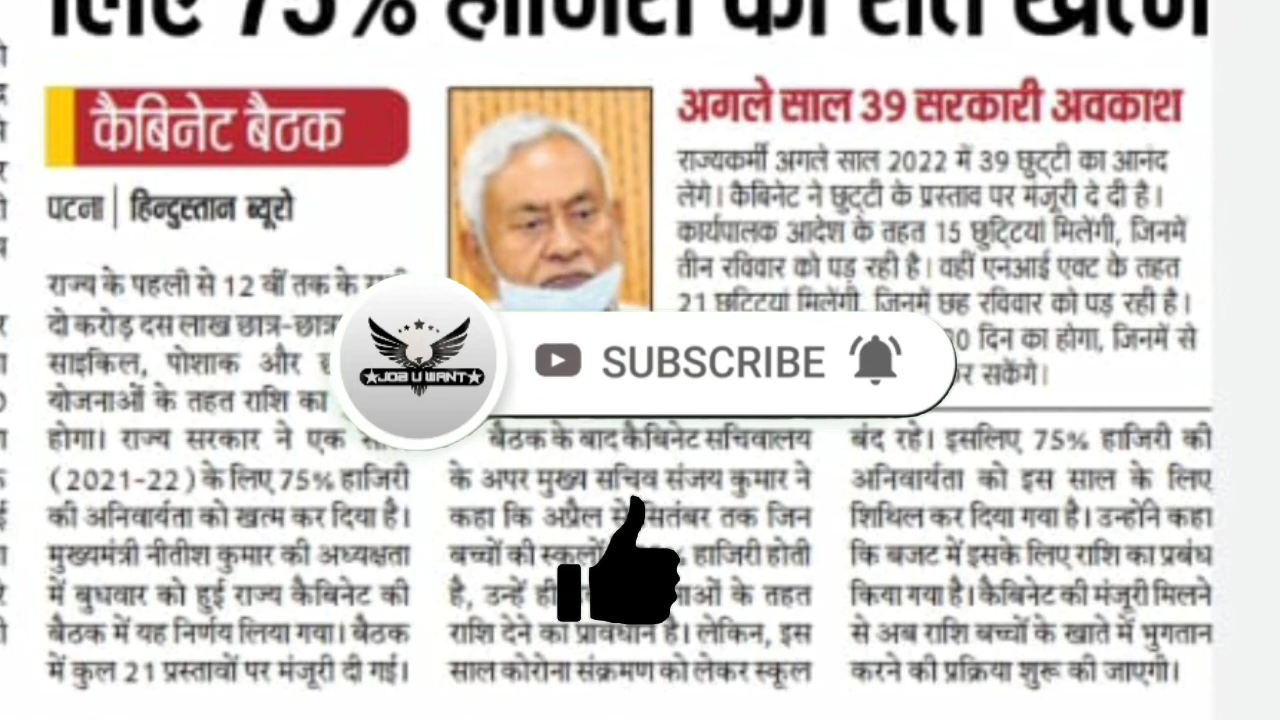 लिए 75% हाजिरी की शर्त खत्म
कैबिनेट बैठक
पटना | हिन्दुस्तान ब्यूरो
राज्य के पहली से 12 वीं तक के
दो करोड़ दस लाख छात्र-छात्र
साइकिल, पोशाक और
योजनाओं के तहत राशि का
होगा। राज्य सरकार ने एक
(2021-22) के लिए 75% हाजिरी
की अनिवार्यता को खत्म कर दिया है।
मुख्यमंत्री नीतीश कुमार की अध्यक्षता
में बुधवार को हुई राज्य कैबिनेट की
बैठक में यह निर्णय लिया गया। बैठक
में कुल 21 प्रस्तावों पर मंजूरी दी गई।
अगले साल 39 सरकारी अवकाश
राज्यकर्मी अगले साल 2022 में 39 छुट्टी का आनंद
लेंगे। कैबिनेट ने छुट्टी के प्रस्ताव पर मंजूरी दे दी है।
कार्यपालक आदेश के तहत 15 छुट्टियां मिलेंगी, जिनमें
तीन रविवार को पड़ रही है। वहीं एनआई एक्ट के तहत
21 छुट्टियां मिलेंगी, जिनमें छह रविवार को पड़ रही है।
दिन का होगा, जिनमें से
सकेंगे।
JOB U WANT
SUBSCRIBE
बैठक के बाद कैबिनेट सचिवालय
के अपर मुख्य सचिव संजय कुमार ने
कहा कि अप्रैल से सितंबर तक जिन
बच्चों की स्कूलों हाजिरी होती
है, उन्हें ही के तहत
राशि देने का प्रावधान है। लेकिन, इस
साल कोरोना संक्रमण को लेकर स्कूल
बंद रहे। इसलिए 75% हाजिरी की
अनिवार्यता को इस साल के लिए
शिथिल कर दिया गया है। उन्होंने कहा
कि बजट में इसके लिए राशि का प्रबंध
किया गया है। कैबिनेट की मंजूरी मिलने
से अब राशि बच्चों के खाते में भुगतान
करने की प्रक्रिया शुरू की जाएगी।